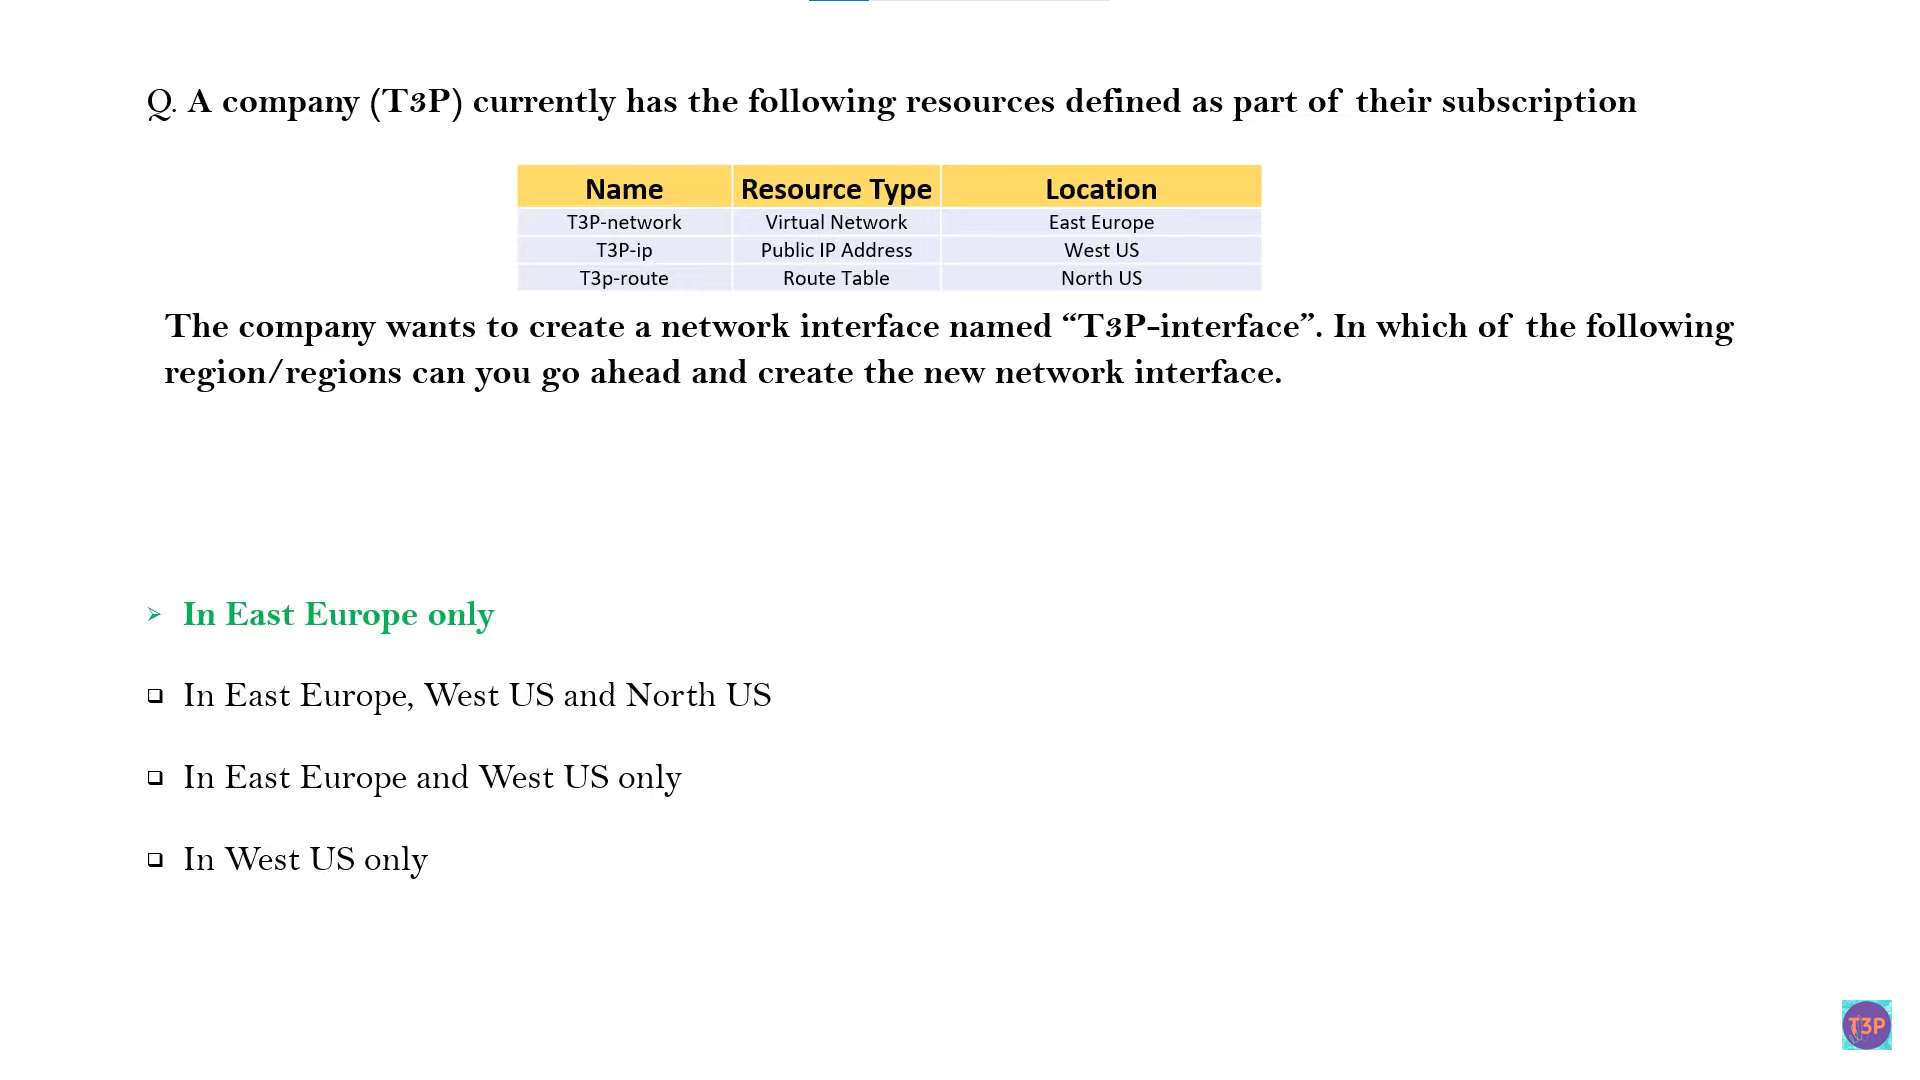 Q. A company (T3P) currently has the following resources defined as part of their subscription
Name Resource Type Location
T3P-network Virtual Network East Europe
T3P-ip Public IP Address West US
T3p-route Route Table North US
The company wants to create a network interface named “T3P-interface”. In which of the following
region/regions can you go ahead and create the new network interface.
➢ In East Europe only
❑ In East Europe, West US and North US
❑ In East Europe and West US only
❑ In West US only
T3P